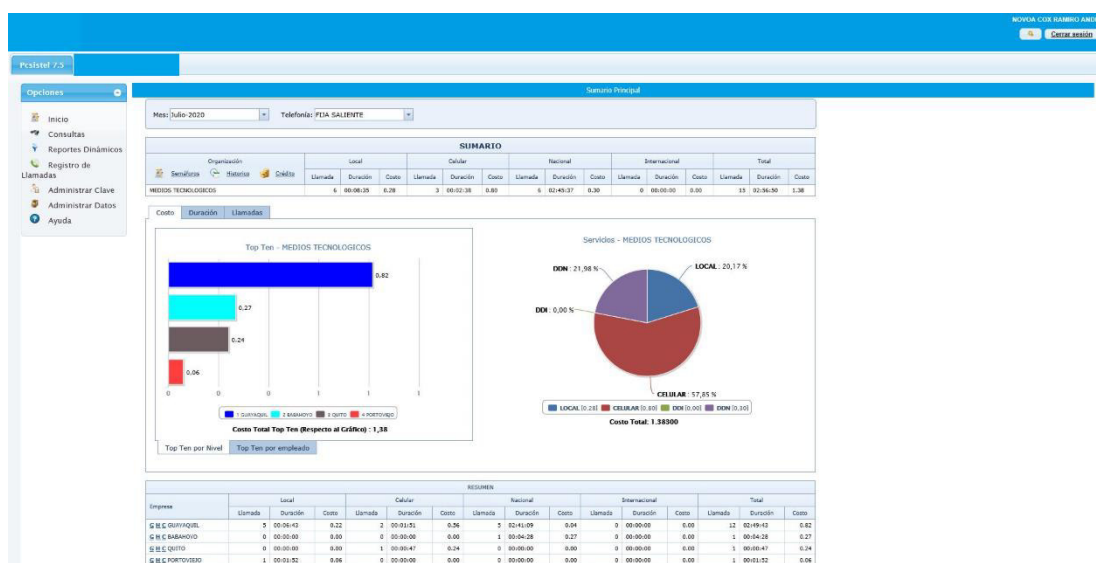 NOVOA COX RAMIRO AND
Cerrar sesión
Pcsistel 7.5
Opciones
Sumario Principal
Inicio
Consultas
Reportes Dinámicos
Registro de
Llamadas
Administrar Clave
Administrar Datos
Ayuda
Mes: Julio-2020 Telefonía: FIJA SALIENTE
SUMARIO
Organización Local Celular Nacional Internacional Total
Semáforos Historico Crédito Llamada Duración Costo Llamada Duración Costo Llamada Duración Costo Llamada Duración Costo Llamada Duración Costo
MEDIOS TECNOLOGICOS 6 00:08:35 0.28 3 00:02:38 0.80 6 02:45:37 0.30 0 00:00:00 0.00 15 02:56:50 1.38
Costo Duración Llamadas
Top Ten - MEDIOS TECNOLOGICOS
0.82
0,27
0.24
0,06
0 0 0 1 1 1
1 GUAYAQUIL 2 BABAHOYO 3 QUITO 4 PORTOVIEJO
Costo Total Top Ten (Respecto al Gráfico) : 1,38
Top Ten por Nivel Top Ten por empleado
Servicios - MEDIOS TECNOLOGICOS
DDN : 21,98 % LOCAL : 20,17 %
DDI : 0,00 %
CELULAR : 57,85 %
LOCAL [0.28] CELULAR [0.80] DDI [0.00] DDN [0.30]
Costo Total: 1.38300
RESUMEN
Empresa Local Celular Nacional Internacional Total
Llamada Duración Costo Llamada Duración Costo Llamada Duración Costo Llamada Duración Costo Llamada Duración Costo
G H C GUAYAQUIL 5 00:06:43 0.22 2 00:01:51 0.56 5 02:41:09 0.04 0 00:00:00 0.00 12 02:49:43 0.82
G H C BABAHOYO 0 00:00:00 0.00 0 00:00:00 0.00 1 00:04:28 0.27 0 00:00:00 0.00 1 00:04:28 0.27
G H C QUITO 0 00:00:00 0.00 1 00:00:47 0.24 0 00:00:00 0.00 0 00:00:00 0.00 1 00:00:47 0.24
G H C PORTOVIEJO 1 00:01:52 0.06 0 00:00:00 0.00 0 00:00:00 0.00 0 00:00:00 0.00 1 00:01:52 0.06